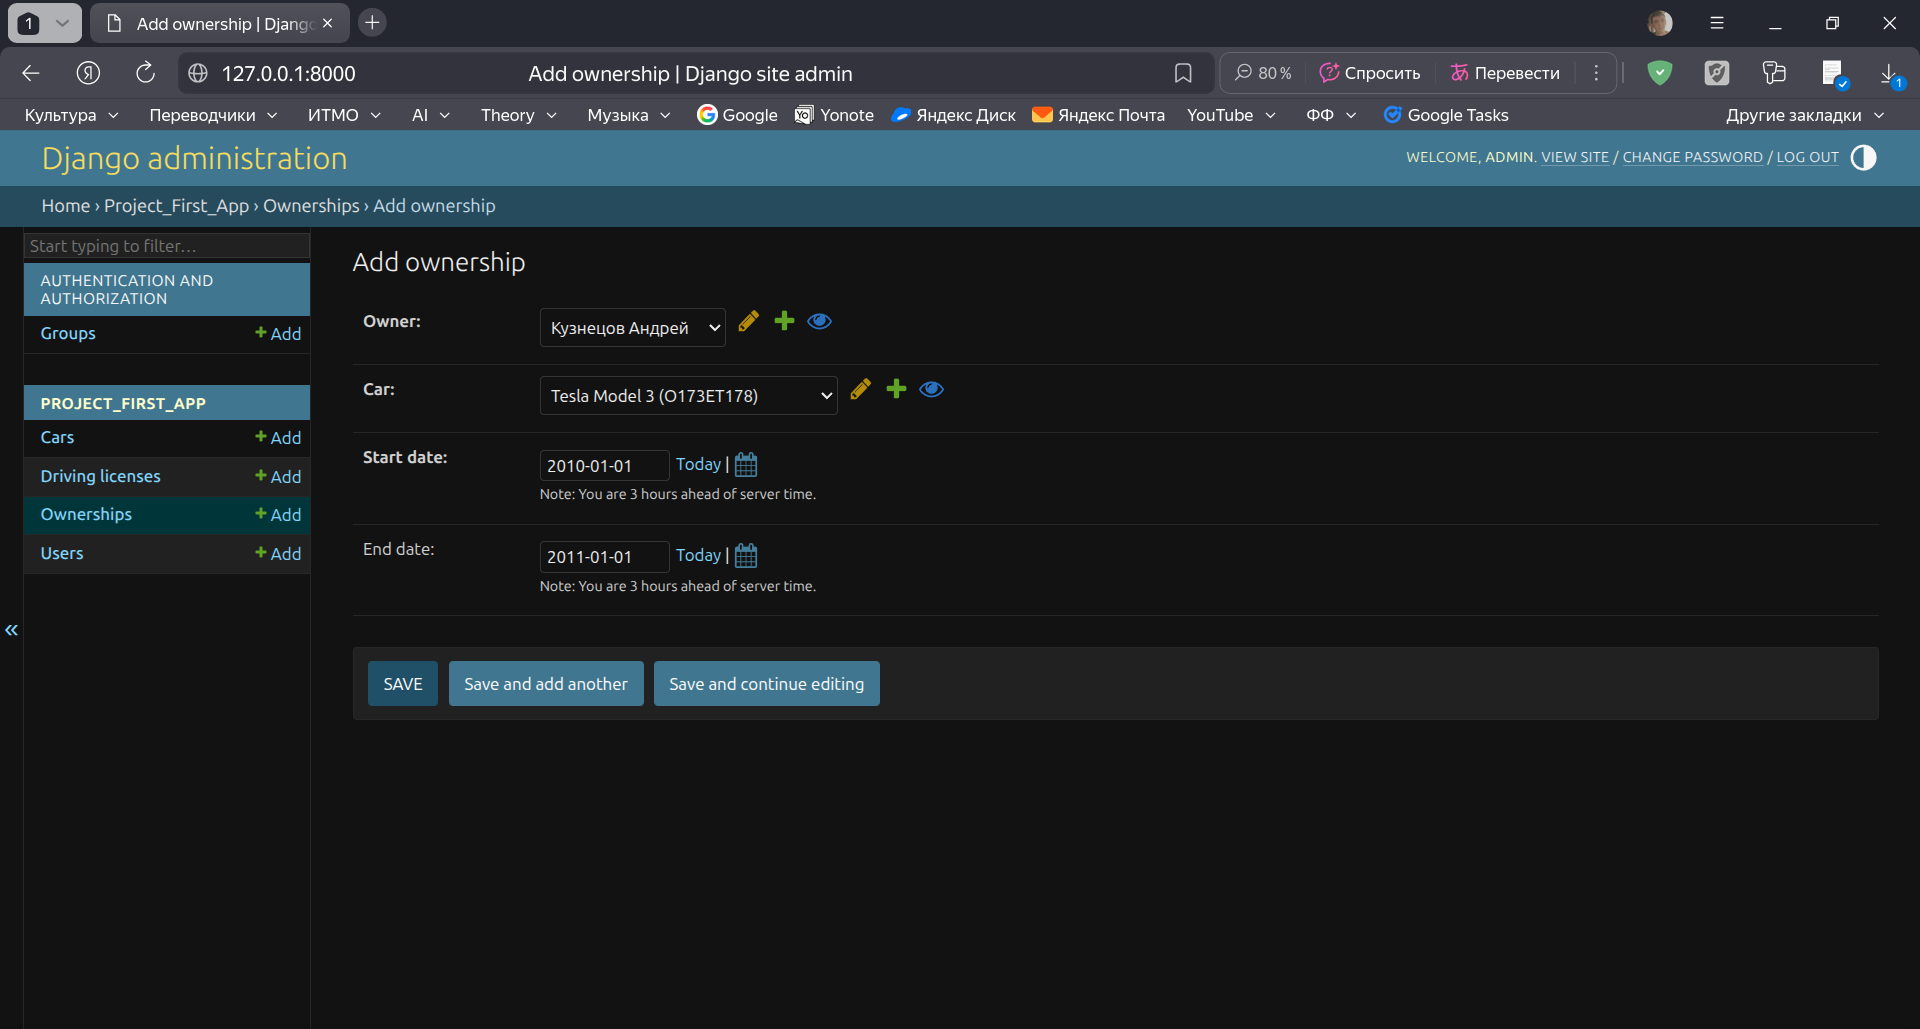 1
Add ownership | Djang
127.0.0.1:8000
Add ownership | Django site admin
80 %
Спросить
Перевести
1
Культура
Переводчики
ИТМО
AI
Theory
Музыка
Google
Yonote
Яндекс Диск
Яндекс Почта
YouTube
ФФ
Google Tasks
Другие закладки
Django administration
WELCOME, ADMIN. VIEW SITE / CHANGE PASSWORD / LOG OUT
Home › Project_First_App › Ownerships › Add ownership
Start typing to filter…
AUTHENTICATION AND
AUTHORIZATION
Groups
Add
PROJECT_FIRST_APP
Cars
Add
Driving licenses
Add
Ownerships
Add
Users
Add
«
Add ownership
Owner:
Кузнецов Андрей
Car:
Tesla Model 3 (O173ET178)
Start date:
2010-01-01
Today |
Note: You are 3 hours ahead of server time.
End date:
2011-01-01
Today |
Note: You are 3 hours ahead of server time.
SAVE
Save and add another
Save and continue editing